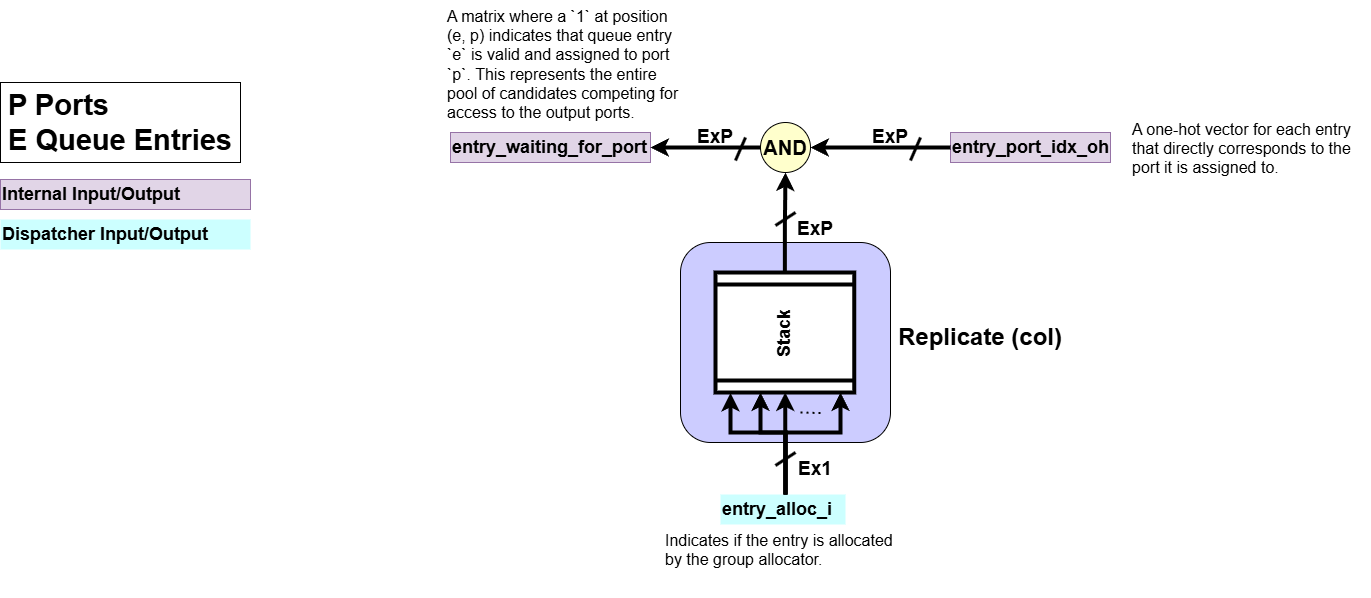 A matrix where a `1` at position
(e, p) indicates that queue entry
`e` is valid and assigned to port
`p`. This represents the entire
pool of candidates competing for
access to the output ports.
P Ports
E Queue Entries
Internal Input/Output
Dispatcher Input/Output
entry_waiting_for_port
ExP
AND
ExP
entry_port_idx_oh
A one-hot vector for each entry
that directly corresponds to the
port it is assigned to.
ExP
Stack
Replicate (col)
....
Ex1
entry_alloc_i
Indicates if the entry is allocated
by the group allocator.